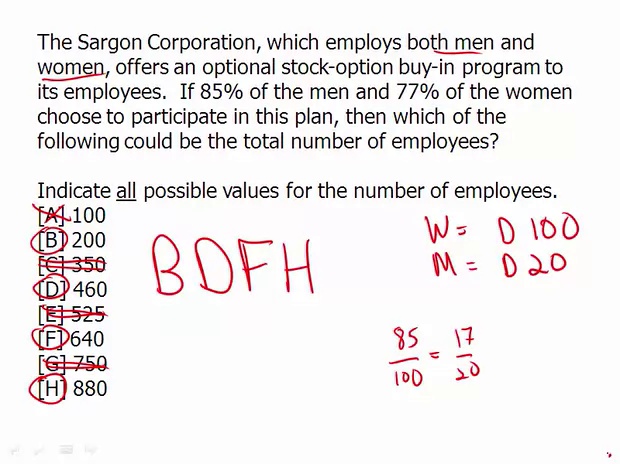 The Sargon Corporation, which employs both men and
women, offers an optional stock-option buy-in program to
its employees. If 85% of the men and 77% of the women
choose to participate in this plan, then which of the
following could be the total number of employees?
Indicate all possible values for the number of employees.
[A] 100
[B] 200
[C] 350
[D] 460
[E] 525
[F] 640
[G] 750
[H] 880
BDFH
W = D 100
M = D 20
85/100 = 17/20